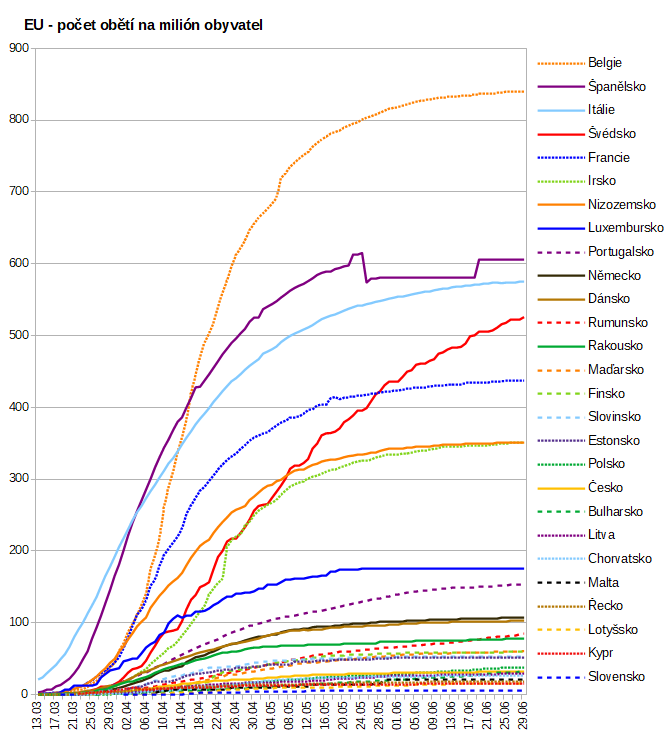 EU - počet obětí na milión obyvatel
900
800
700
600
500
400
300
200
100
0
13.03
17.03
21.03
25.03
29.03
02.04
06.04
10.04
14.04
18.04
22.04
26.04
30.04
04.05
08.05
12.05
16.05
20.05
24.05
28.05
01.06
05.06
09.06
13.06
17.06
21.06
25.06
29.06
Belgie
Španělsko
Itálie
Švédsko
Francie
Irsko
Nizozemsko
Luxembursko
Portugalsko
Německo
Dánsko
Rumunsko
Rakousko
Maďarsko
Finsko
Slovinsko
Estonsko
Polsko
Česko
Bulharsko
Litva
Chorvatsko
Malta
Řecko
Lotyšsko
Kypr
Slovensko